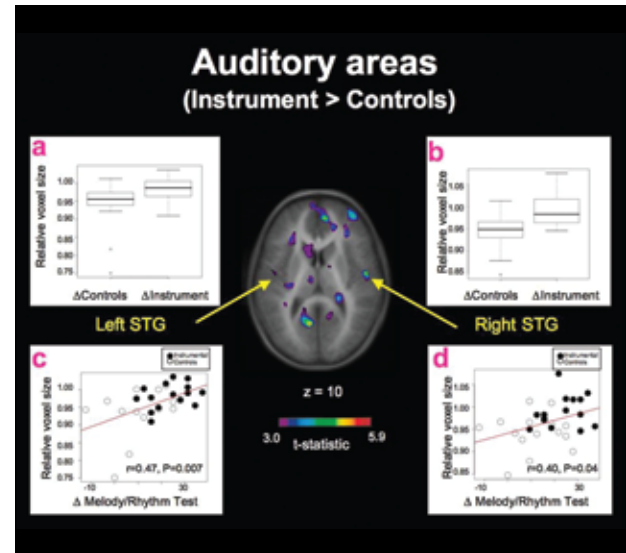 Auditory areas
(Instrument > Controls)
a
Relative voxel size
1.00
0.95
0.90
0.85
0.80
0.75
ΔControls
ΔInstrument
b
Relative voxel size
1.05
1.00
0.95
0.90
0.85
ΔControls
ΔInstrument
Left STG
Right STG
c
Instrumental
Controls
Relative voxel size
1.00
0.95
0.90
0.85
0.80
0.75
r=0.47, P=0.007
-10
10
30
Δ Melody/Rhythm Test
z = 10
3.0
5.9
t-statistic
d
Instrumental
Controls
Relative voxel size
1.05
1.00
0.95
0.90
0.85
r=0.40, P=0.04
-10
10
30
Δ Melody/Rhythm Test